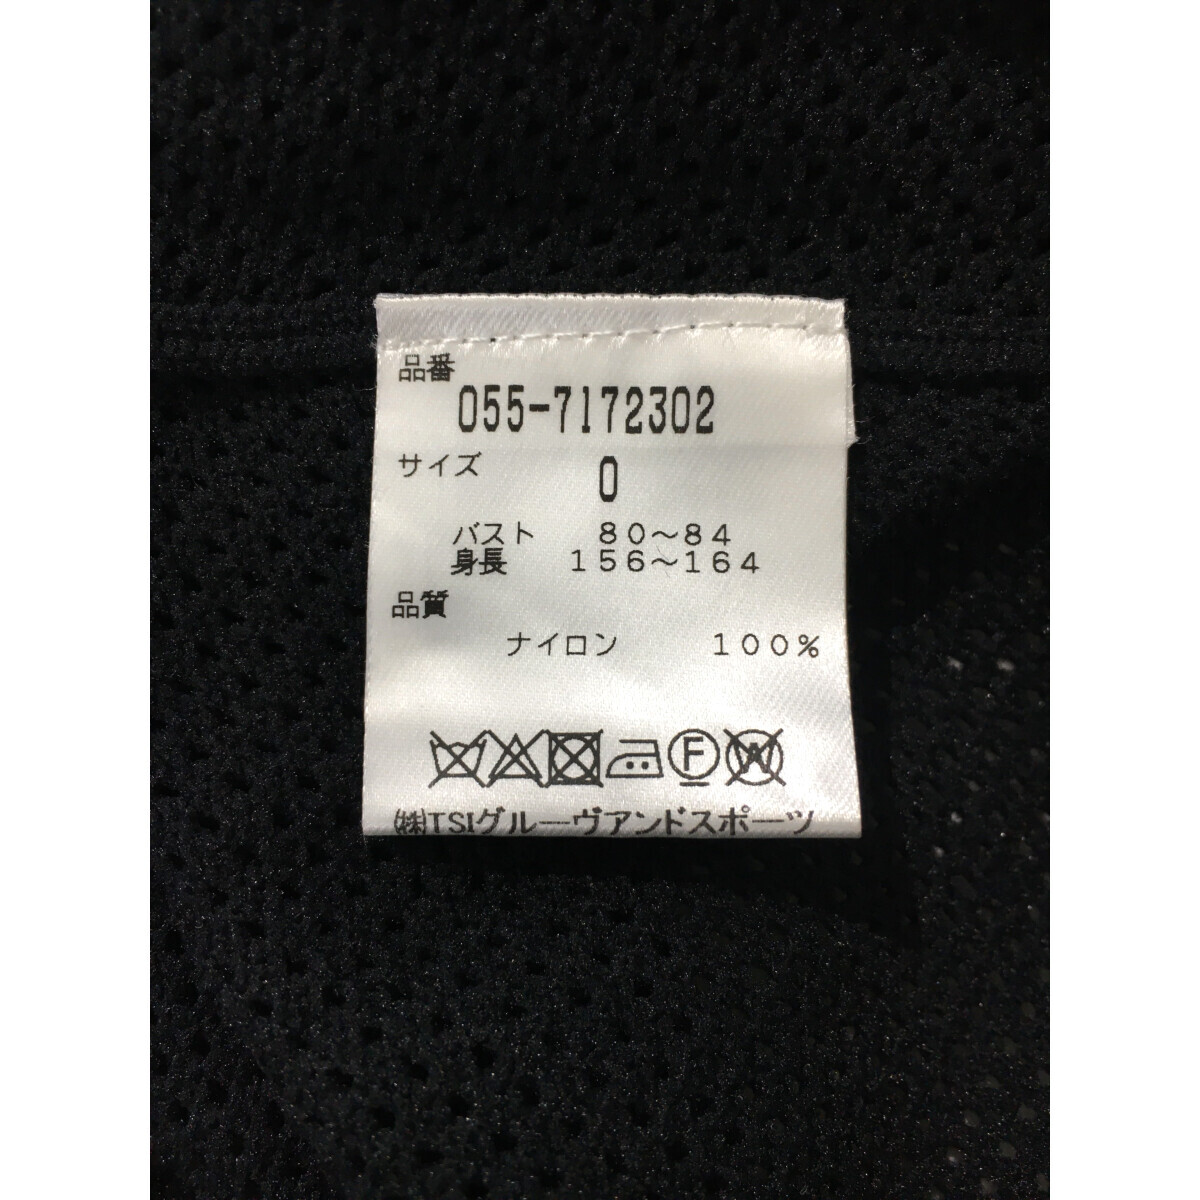 品番
055-7172302
サイズ 0
バスト 80～84
身長 156～164
品質
ナイロン 100%
F W
㈱TSIグルーヴアンドスポーツ